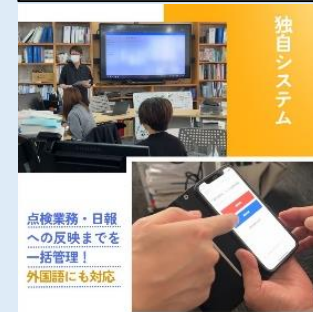 独自システム
点検業務・日報
への反映までを
一括管理！
外国語にも対応